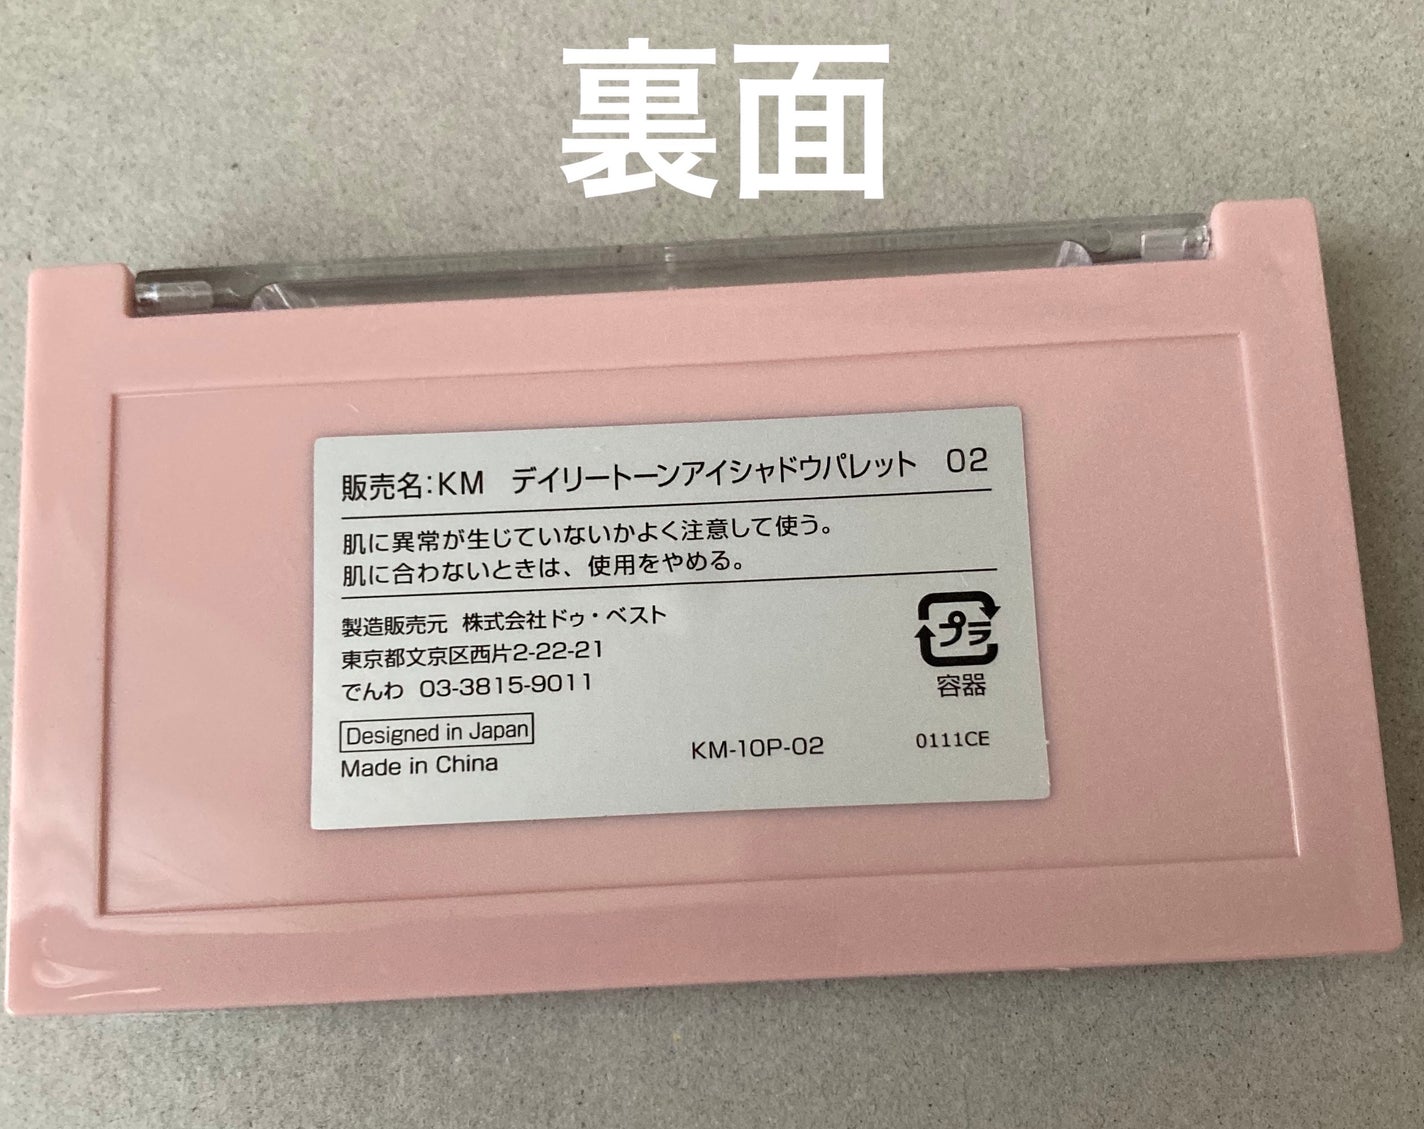 裏面
販売名:KM デイリートーンアイシャドウパレット 02
肌に異常が生じていないかよく注意して使う。
肌に合わないときは、使用をやめる。
製造販売元 株式会社ドゥ・ベスト
東京都文京区西片2-22-21
でんわ 03-3815-9011
プラ
容器
Designed in Japan
Made in China
KM-10P-02
0111CE